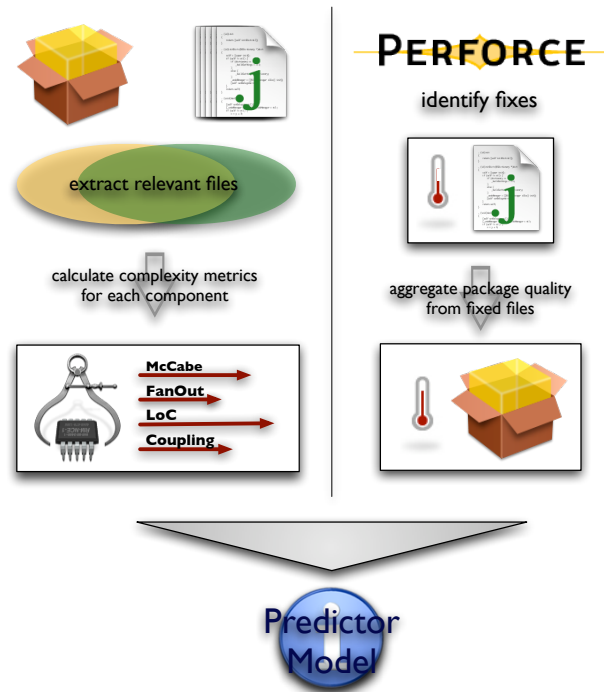 .j
extract relevant files
calculate complexity metrics
for each component
McCabe
FanOut
LoC
Coupling
PERFORCE
identify fixes
.j
aggregate package quality
from fixed files
Predictor
Model